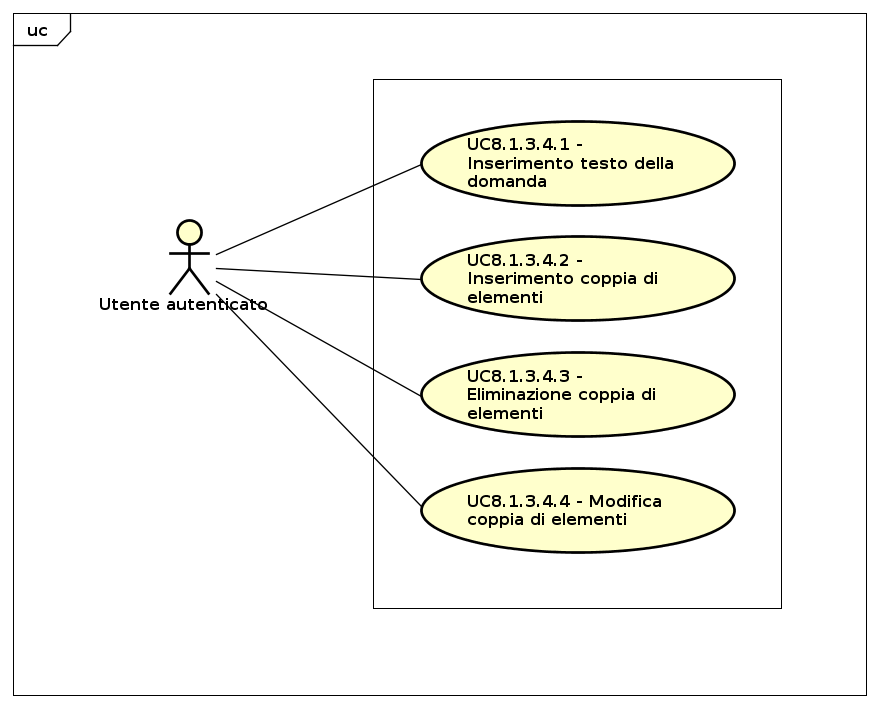 uc
UC8.1.3.4.1 -
Inserimento testo della
domanda
UC8.1.3.4.2 -
Inserimento coppia di
elementi
Utente autenticato
UC8.1.3.4.3 -
Eliminazione coppia di
elementi
UC8.1.3.4.4 - Modifica
coppia di elementi